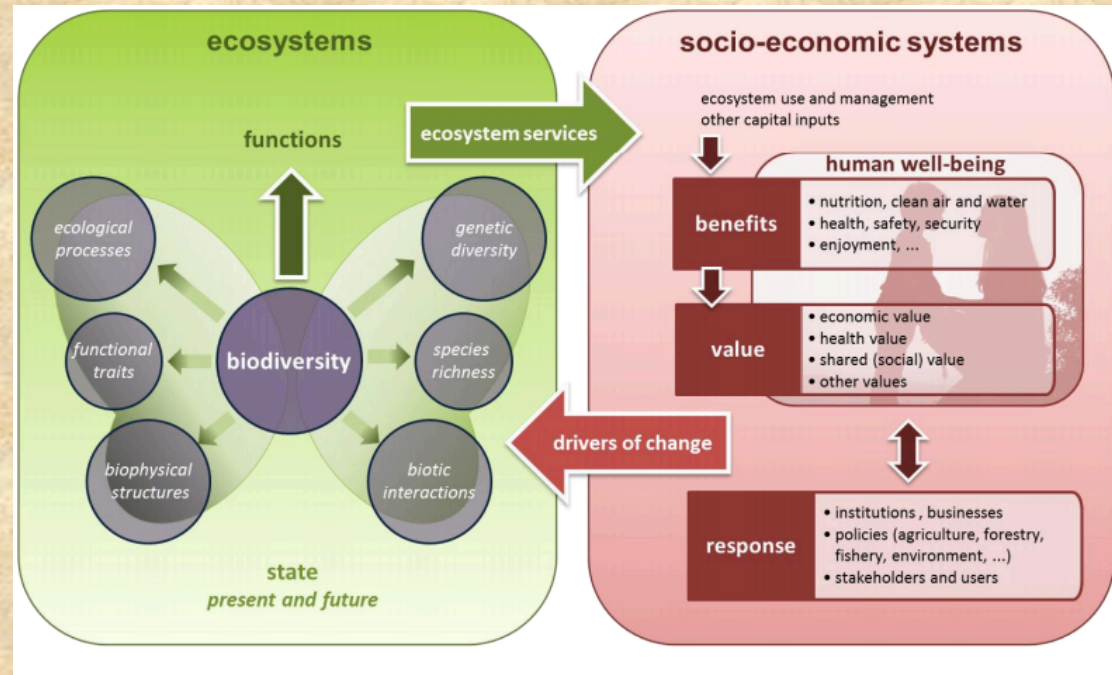 ecosystems
functions
ecological
processes
genetic
diversity
functional
traits
biodiversity
species
richness
biophysical
structures
biotic
interactions
state
present and future
ecosystem services
drivers of change
socio-economic systems
ecosystem use and management
other capital inputs
human well-being
benefits
• nutrition, clean air and water
• health, safety, security
• enjoyment, ...
value
• economic value
• health value
• shared (social) value
• other values
response
• institutions , businesses
• policies (agriculture, forestry,
fishery, environment, ...)
• stakeholders and users